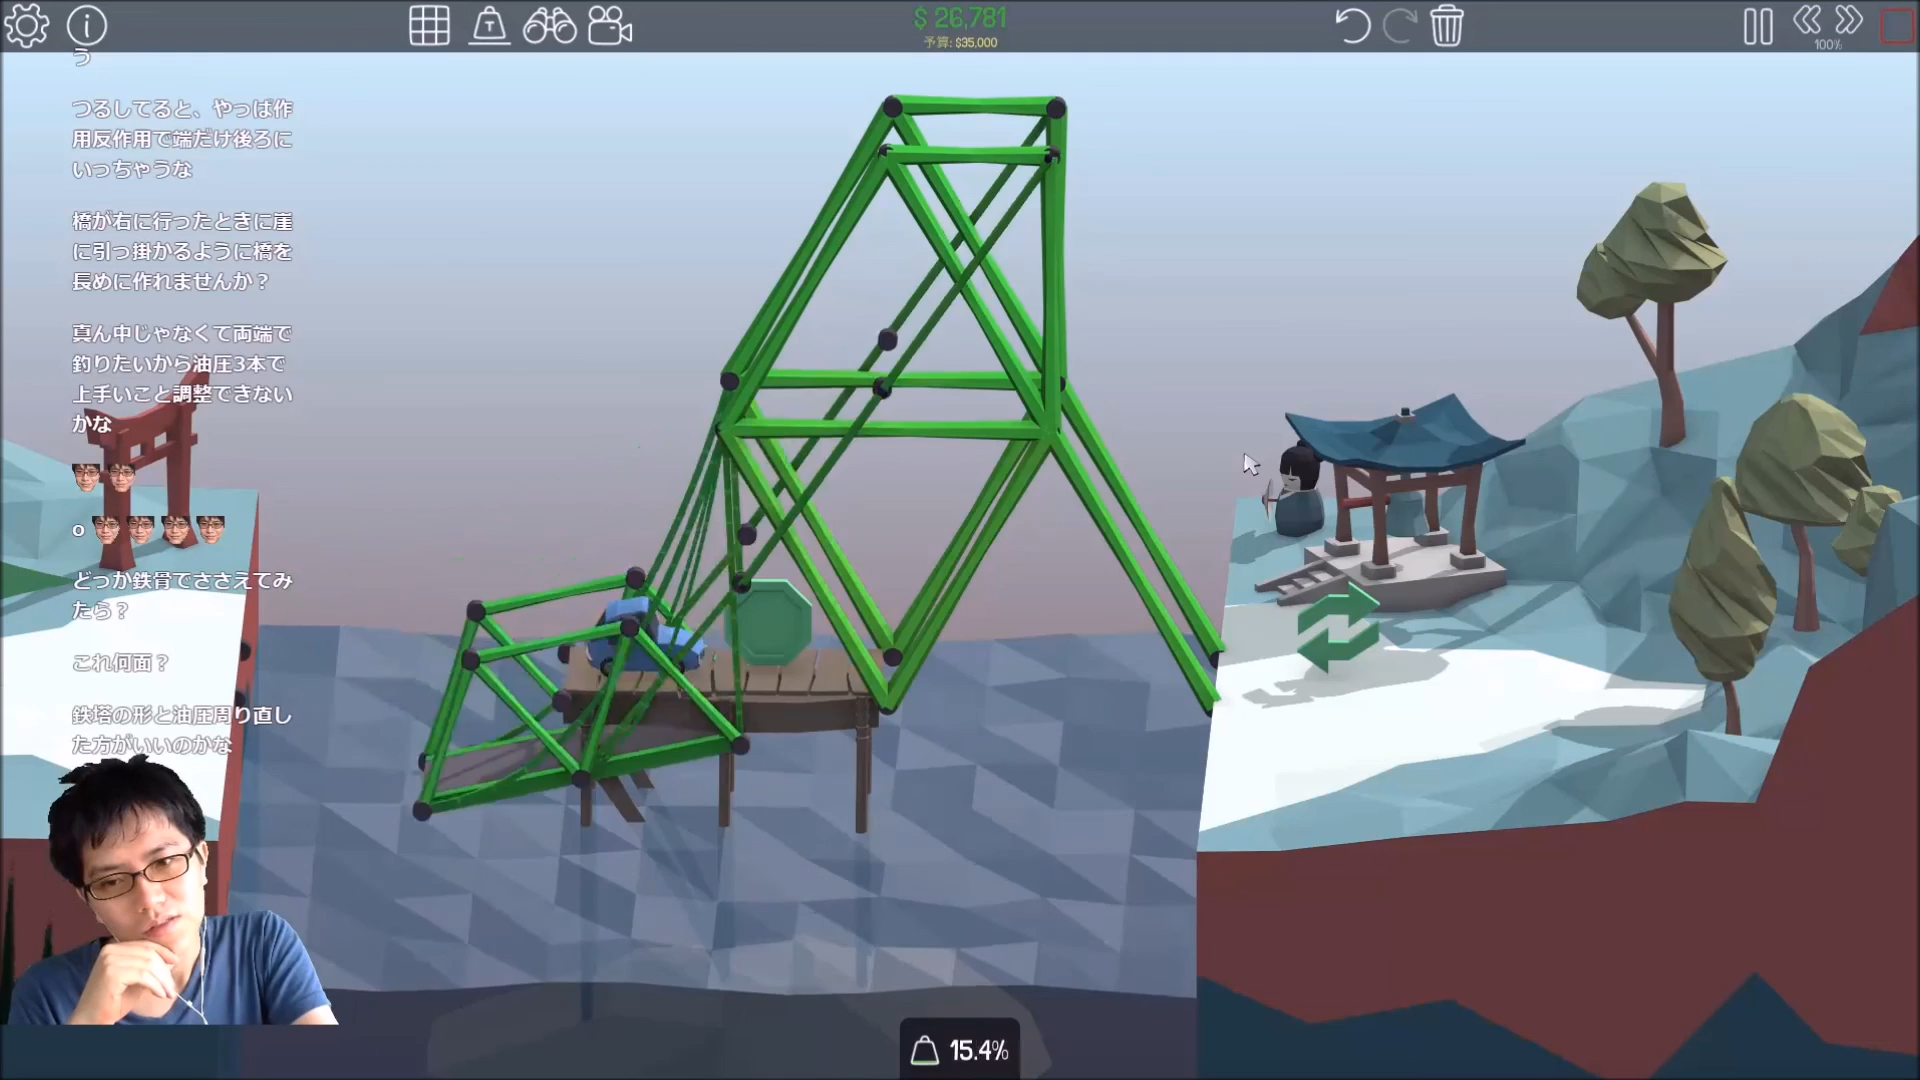 $ 26,781
予算: $35,000
100%
う
つるしてると、やっぱ作
用反作用で端だけ後ろに
いっちゃうな
橋が右に行ったときに崖
に引っ掛かるように橋を
長めに作れませんか？
真ん中じゃなくて両端で
釣りたいから油圧3本で
上手いこと調整できない
かな
o
どっか鉄骨でささえてみ
たら？
これ何面？
鉄塔の形と油圧周り直し
た方がいいのかな
15.4%